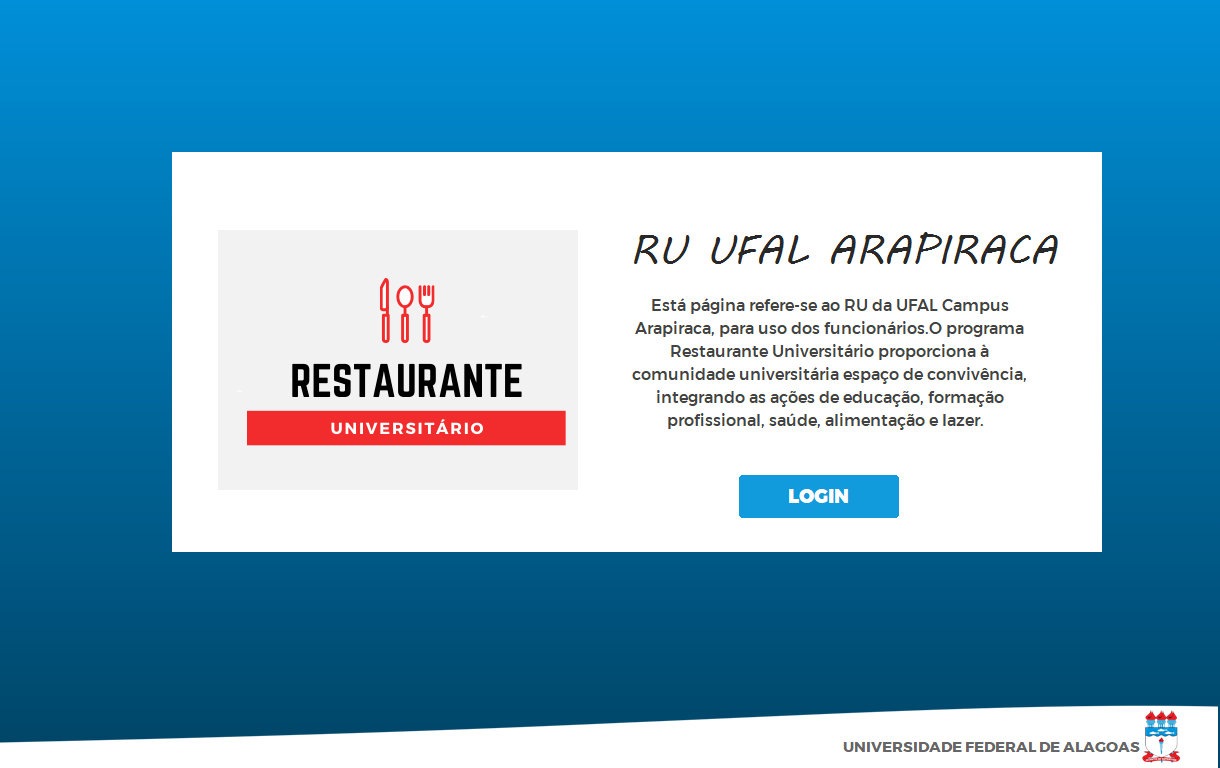 RU UFAL ARAPIRACA
Está página refere-se ao RU da UFAL Campus
Arapiraca, para uso dos funcionários.O programa
Restaurante Universitário proporciona à
comunidade universitária espaço de convivência,
integrando as ações de educação, formação
profissional, saúde, alimentação e lazer.
RESTAURANTE
UNIVERSITÁRIO
LOGIN
UNIVERSIDADE FEDERAL DE ALAGOAS